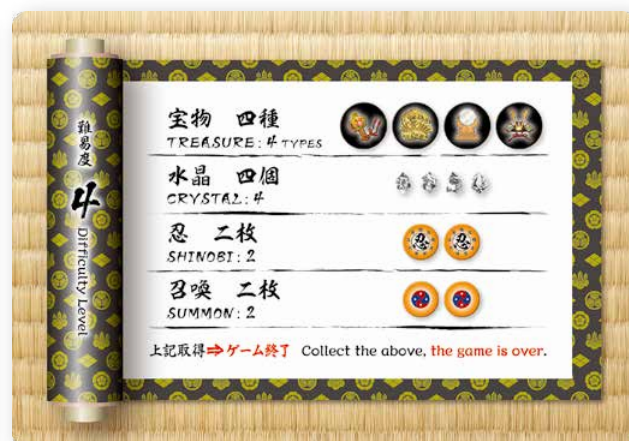 難易度
4
Difficulty Level
宝物 四種
TREASURE: 4 TYPES
水晶 四個
CRYSTAL: 4
忍 二枚
SHINOBI: 2
忍 忍
召喚 二枚
SUMMON: 2
上記取得⇒ゲーム終了 Collect the above, the game is over.